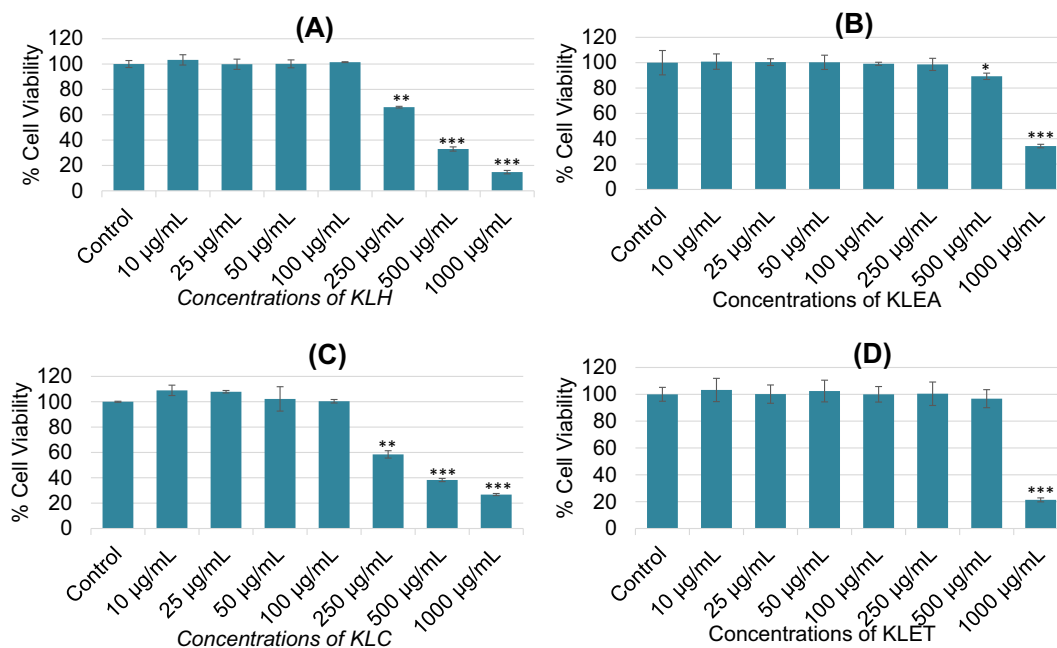 (A)
120
100
80
60
40
20
0
% Cell Viability
**
***
***
Control
10 µg/mL
25 µg/mL
50 µg/mL
100 µg/mL
250 µg/mL
500 µg/mL
1000 µg/mL
Concentrations of KLH
(B)
120
100
80
60
40
20
0
% Cell Viability
*
***
Control
10 µg/mL
25 µg/mL
50 µg/mL
100 µg/mL
250 µg/mL
500 µg/mL
1000 µg/mL
Concentrations of KLEA
(C)
120
100
80
60
40
20
0
% Cell Viability
**
***
***
Control
10 µg/mL
25 µg/mL
50 µg/mL
100 µg/mL
250 µg/mL
500 µg/mL
1000 µg/mL
Concentrations of KLC
(D)
120
100
80
60
40
20
0
% Cell Viability
***
Control
10 µg/mL
25 µg/mL
50 µg/mL
100 µg/mL
250 µg/mL
500 µg/mL
1000 µg/mL
Concentrations of KLET